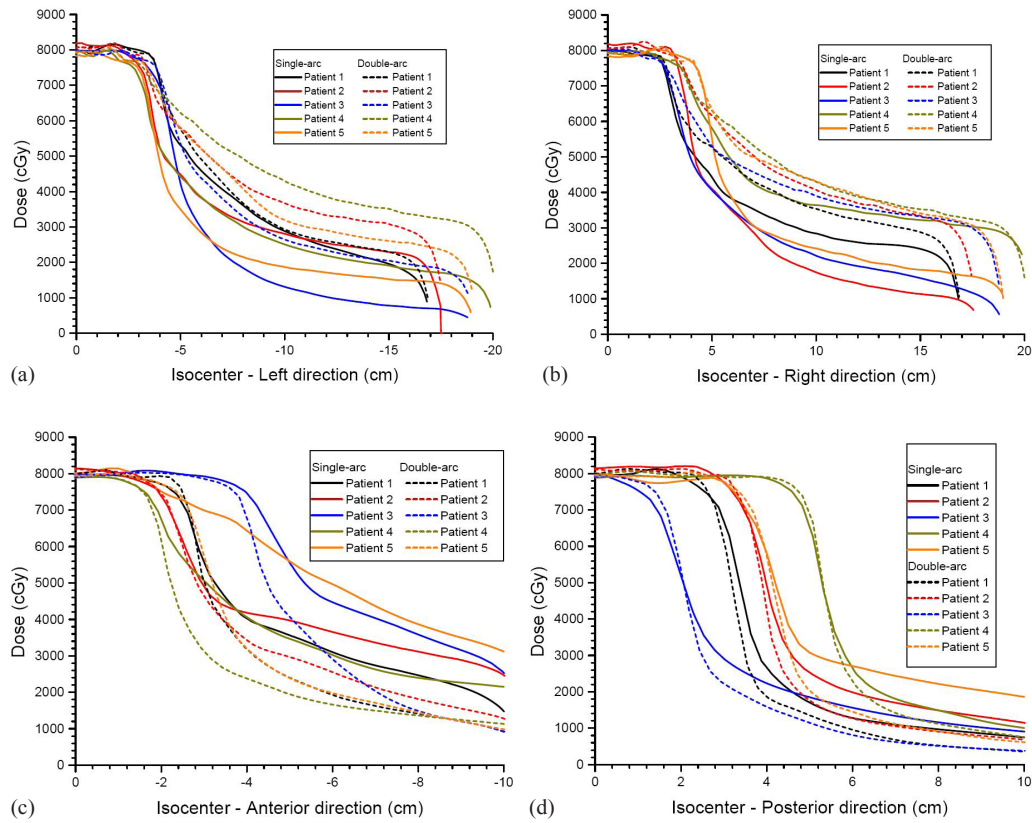 9000
8000
7000
6000
5000
4000
3000
2000
1000
0
Dose (cGy)
Single-arc Double-arc
Patient 1 Patient 1
Patient 2 Patient 2
Patient 3 Patient 3
Patient 4 Patient 4
Patient 5 Patient 5
0 -5 -10 -15 -20
(a) Isocenter - Left direction (cm)
9000
8000
7000
6000
5000
4000
3000
2000
1000
0
Dose (cGy)
Single-arc Double-arc
Patient 1 Patient 1
Patient 2 Patient 2
Patient 3 Patient 3
Patient 4 Patient 4
Patient 5 Patient 5
0 5 10 15 20
(b) Isocenter - Right direction (cm)
9000
8000
7000
6000
5000
4000
3000
2000
1000
0
Dose (cGy)
Single-arc Double-arc
Patient 1 Patient 1
Patient 2 Patient 2
Patient 3 Patient 3
Patient 4 Patient 4
Patient 5 Patient 5
0 -2 -4 -6 -8 -10
(c) Isocenter - Anterior direction (cm)
9000
8000
7000
6000
5000
4000
3000
2000
1000
0
Dose (cGy)
Single-arc
Patient 1
Patient 2
Patient 3
Patient 4
Patient 5
Double-arc
Patient 1
Patient 2
Patient 3
Patient 4
Patient 5
0 2 4 6 8 10
(d) Isocenter - Posterior direction (cm)